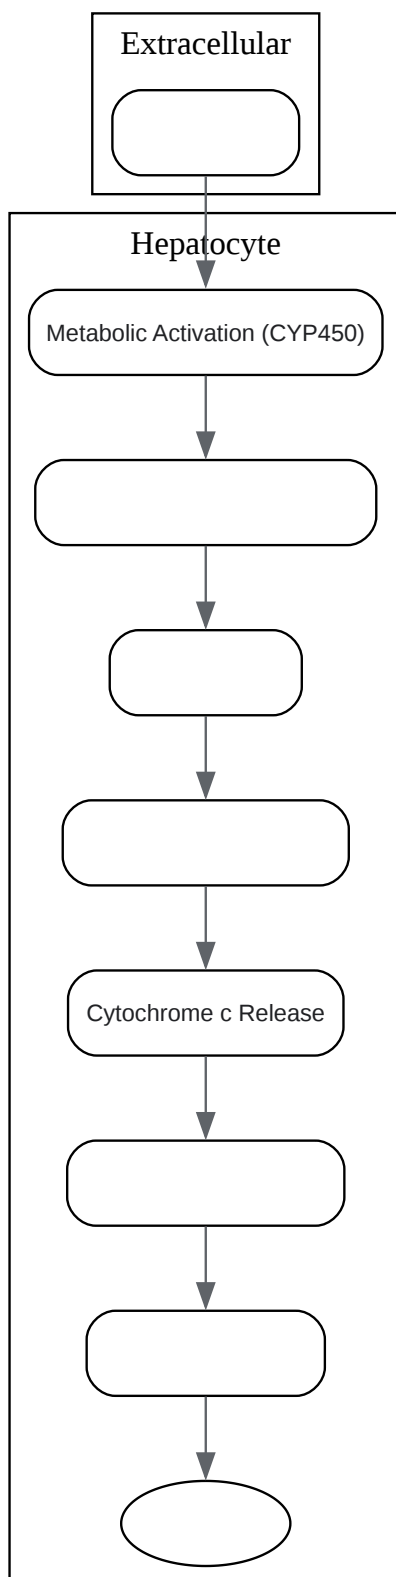 Extracellular
Hepatocyte
Metabolic Activation (CYP450)
Cytochrome c Release